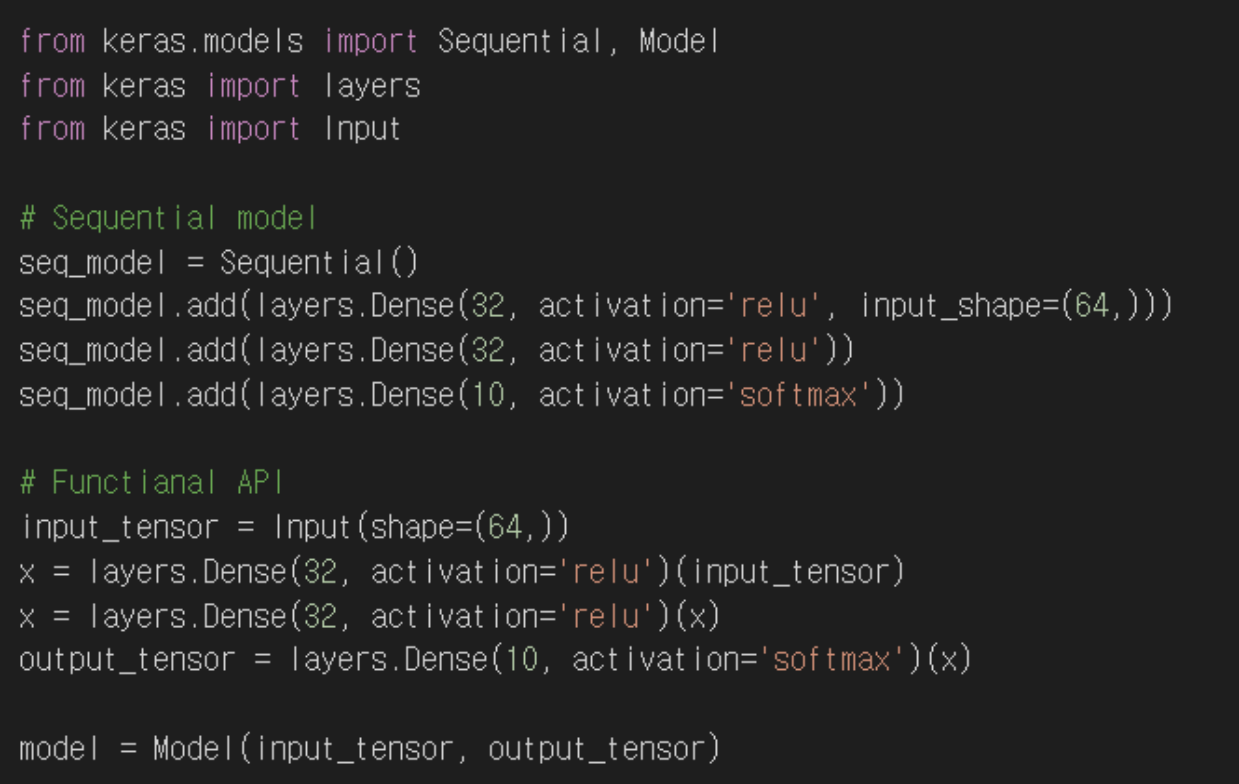 from keras.models import Sequential, Model
from keras import layers
from keras import Input
# Sequential model
seq_model = Sequential()
seq_model.add(layers.Dense(32, activation='relu', input_shape=(64,)))
seq_model.add(layers.Dense(32, activation='relu'))
seq_model.add(layers.Dense(10, activation='softmax'))
# Functianal API
input_tensor = Input(shape=(64,))
x = layers.Dense(32, activation='relu')(input_tensor)
x = layers.Dense(32, activation='relu')(x)
output_tensor = layers.Dense(10, activation='softmax')(x)
model = Model(input_tensor, output_tensor)